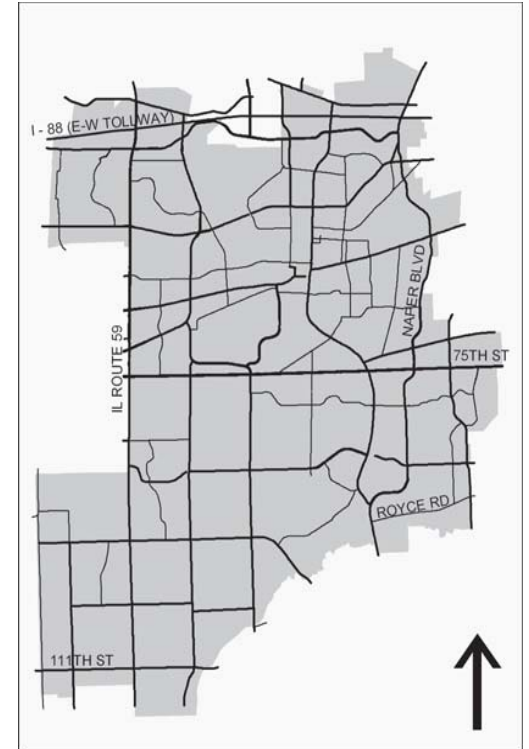 I - 88 (E-W TOLLWAY)
IL ROUTE 59
NAPER BLVD
75TH ST
ROYCE RD
111TH ST